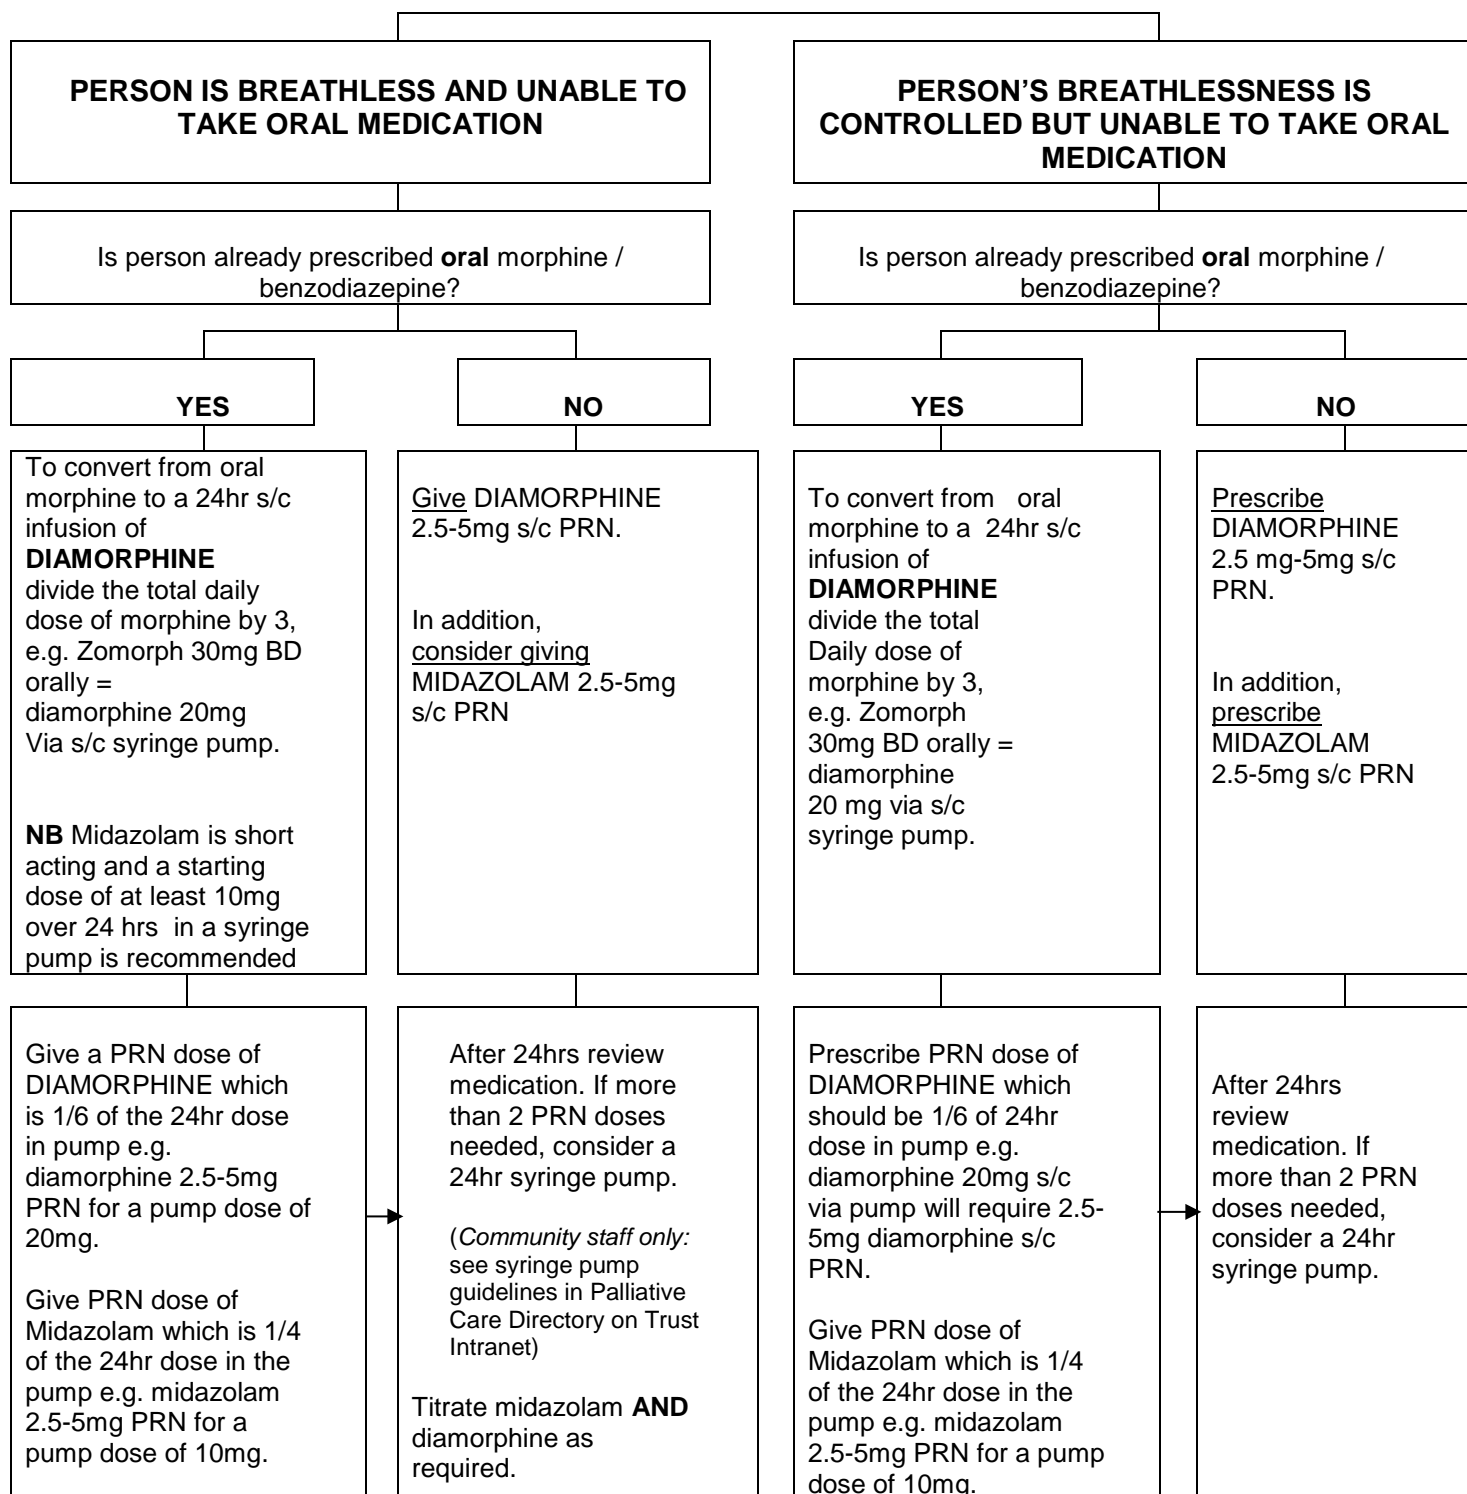 PERSON IS BREATHLESS AND UNABLE TO
TAKE ORAL MEDICATION
PERSON'S BREATHLESSNESS IS
CONTROLLED BUT UNABLE TO TAKE ORAL
MEDICATION
Is person already prescribed oral morphine /
benzodiazepine?
Is person already prescribed oral morphine /
benzodiazepine?
YES
NO
YES
NO
To convert from oral
morphine to a 24hr s/c
infusion of
DIAMORPHINE
divide the total daily
dose of morphine by 3,
e.g. Zomorph 30mg BD
orally =
diamorphine 20mg
Via s/c syringe pump.
NB Midazolam is short
acting and a starting
dose of at least 10mg
over 24 hrs in a syringe
pump is recommended
Give DIAMORPHINE
2.5-5mg s/c PRN.
In addition,
consider giving
MIDAZOLAM 2.5-5mg
s/c PRN
To convert from oral
morphine to a 24hr s/c
infusion of
DIAMORPHINE
divide the total
Daily dose of
morphine by 3,
e.g. Zomorph
30mg BD orally =
diamorphine
20 mg via s/c
syringe pump.
Prescribe
DIAMORPHINE
2.5 mg-5mg s/c
PRN.
In addition,
prescribe
MIDAZOLAM
2.5-5mg s/c PRN
Give a PRN dose of
DIAMORPHINE which
is 1/6 of the 24hr dose
in pump e.g.
diamorphine 2.5-5mg
PRN for a pump dose of
20mg.
Give PRN dose of
Midazolam which is 1/4
of the 24hr dose in the
pump e.g. midazolam
2.5-5mg PRN for a
pump dose of 10mg.
After 24hrs review
medication. If more
than 2 PRN doses
needed, consider a
24hr syringe pump.
(Community staff only:
see syringe pump
guidelines in Palliative
Care Directory on Trust
Intranet)
Titrate midazolam AND
diamorphine as
required.
Prescribe PRN dose of
DIAMORPHINE which
should be 1/6 of 24hr
dose in pump e.g.
diamorphine 20mg s/c
via pump will require 2.5-
5mg diamorphine s/c
PRN.
Give PRN dose of
Midazolam which is 1/4
of the 24hr dose in the
pump e.g. midazolam
2.5-5mg PRN for a pump
dose of 10mg.
After 24hrs
review
medication. If
more than 2 PRN
doses needed,
consider a 24hr
syringe pump.